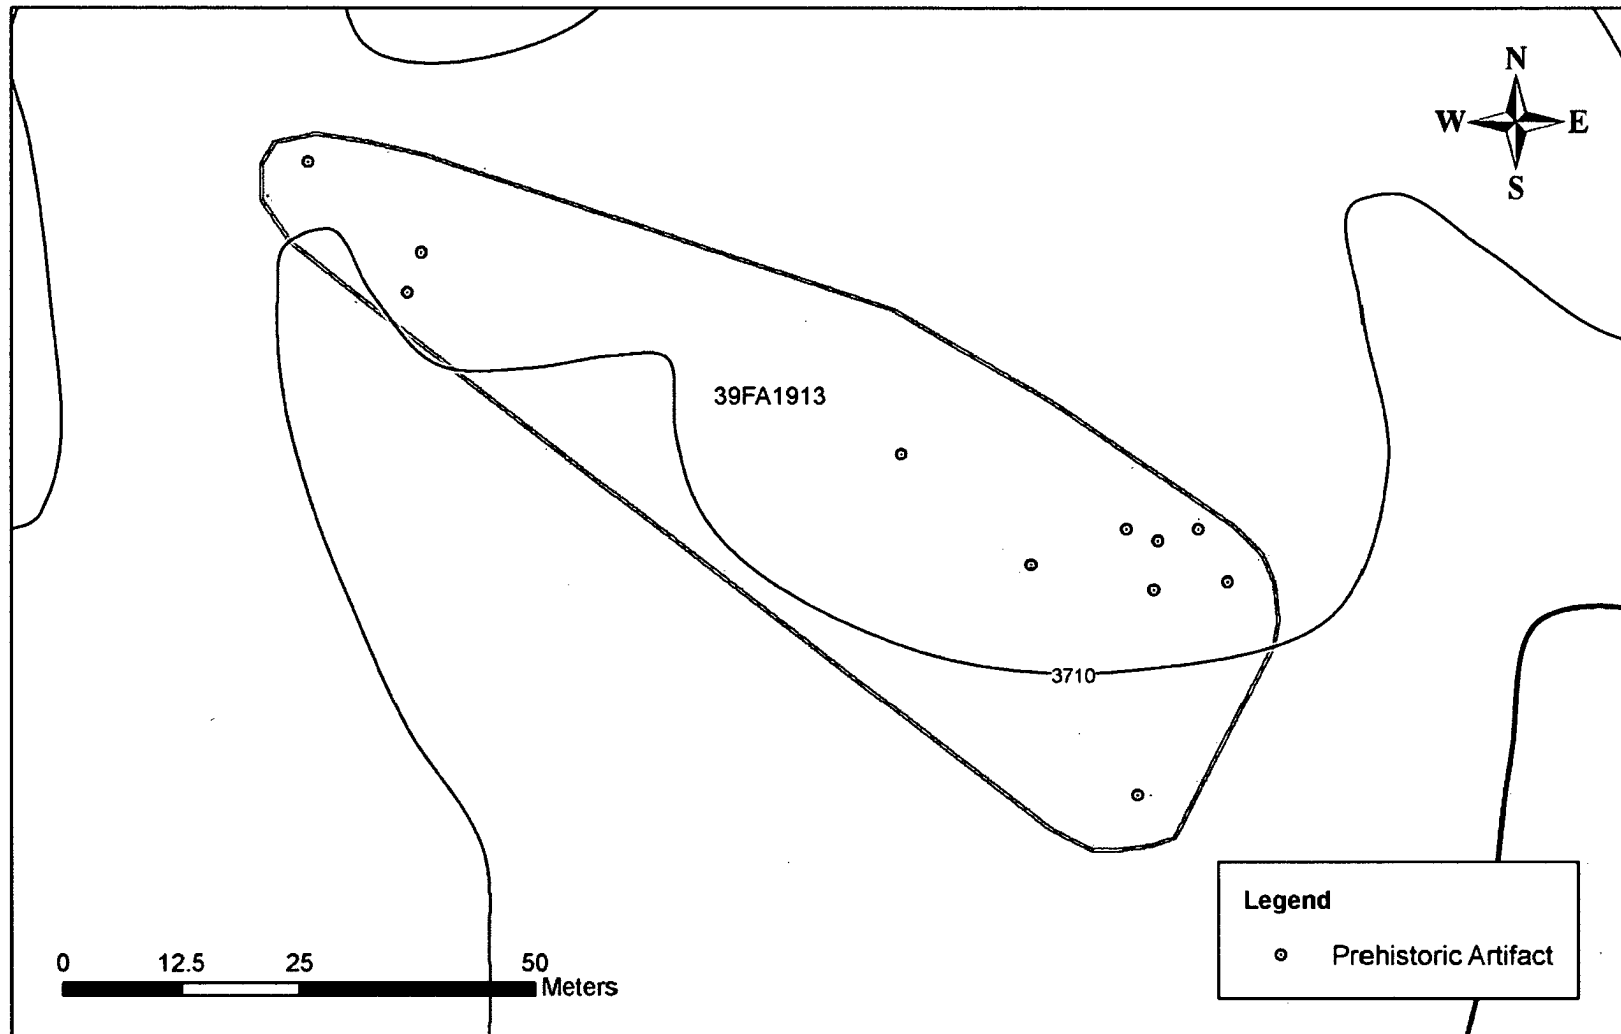 N
W E
S
39FA1913
3710
Legend
Prehistoric Artifact
0 12.5 25 50
Meters